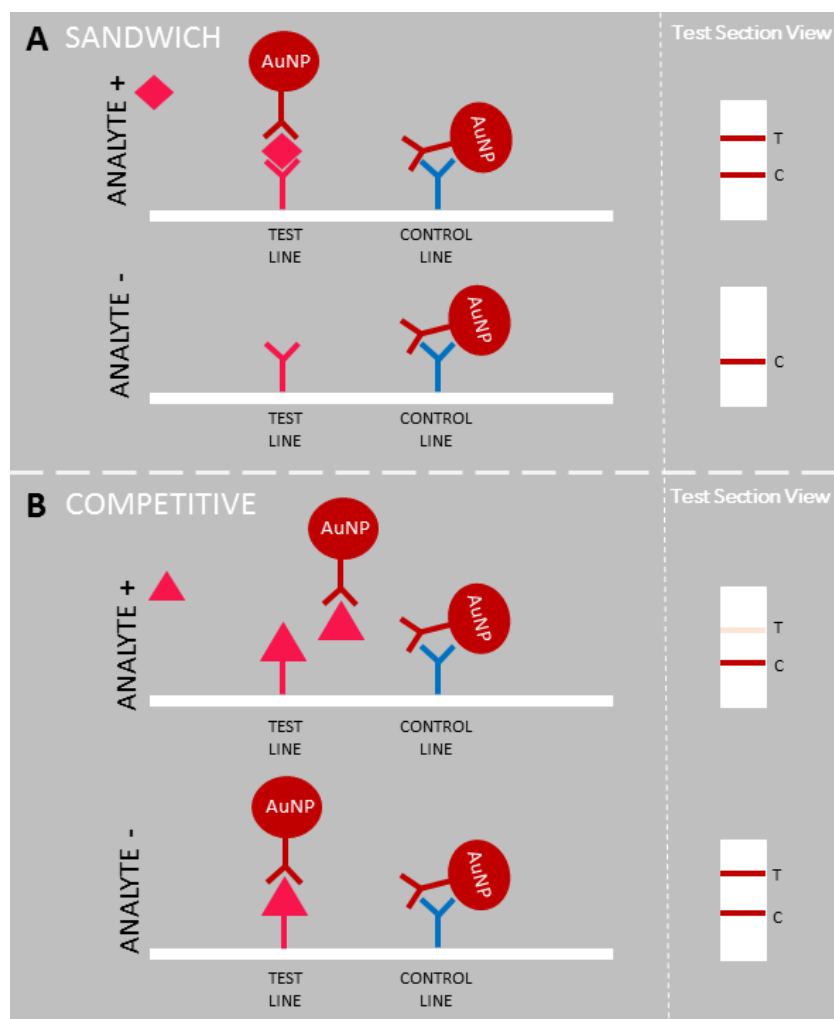 A SANDWICH
Test Section View
ANALYTE +
AuNP
AuNP
T
C
TEST
LINE
CONTROL
LINE
ANALYTE -
AuNP
C
TEST
LINE
CONTROL
LINE
B COMPETITIVE
Test Section View
ANALYTE +
AuNP
AuNP
T
C
TEST
LINE
CONTROL
LINE
ANALYTE -
AuNP
AuNP
T
C
TEST
LINE
CONTROL
LINE